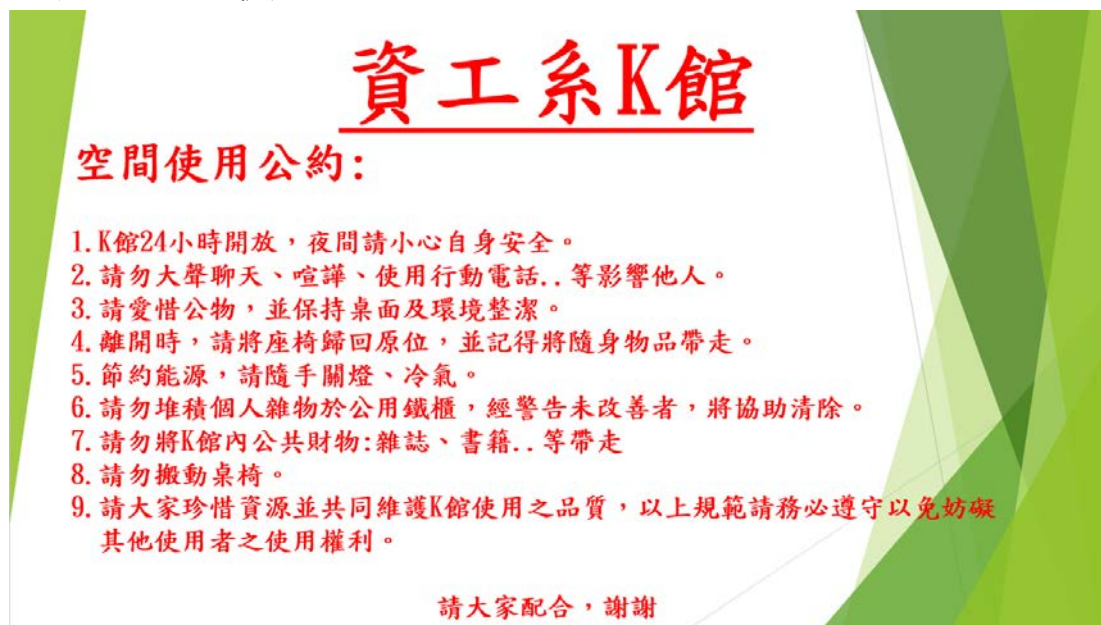 資工系K館
空間使用公約:
1.K館24小時開放，夜間請小心自身安全。
2.請勿大聲聊天、喧譁、使用行動電話..等影響他人。
3.請愛惜公物，並保持桌面及環境整潔。
4.離開時，請將座椅歸回原位，並記得將隨身物品帶走。
5.節約能源，請隨手關燈、冷氣。
6.請勿堆積個人雜物於公用鐵櫃，經警告未改善者，將協助清除。
7.請勿將K館內公共財物:雜誌、書籍..等帶走
8.請勿搬動桌椅。
9.請大家珍惜資源並共同維護K館使用之品質，以上規範請務必遵守以免妨礙
其他使用者之使用權利。
請大家配合，謝謝